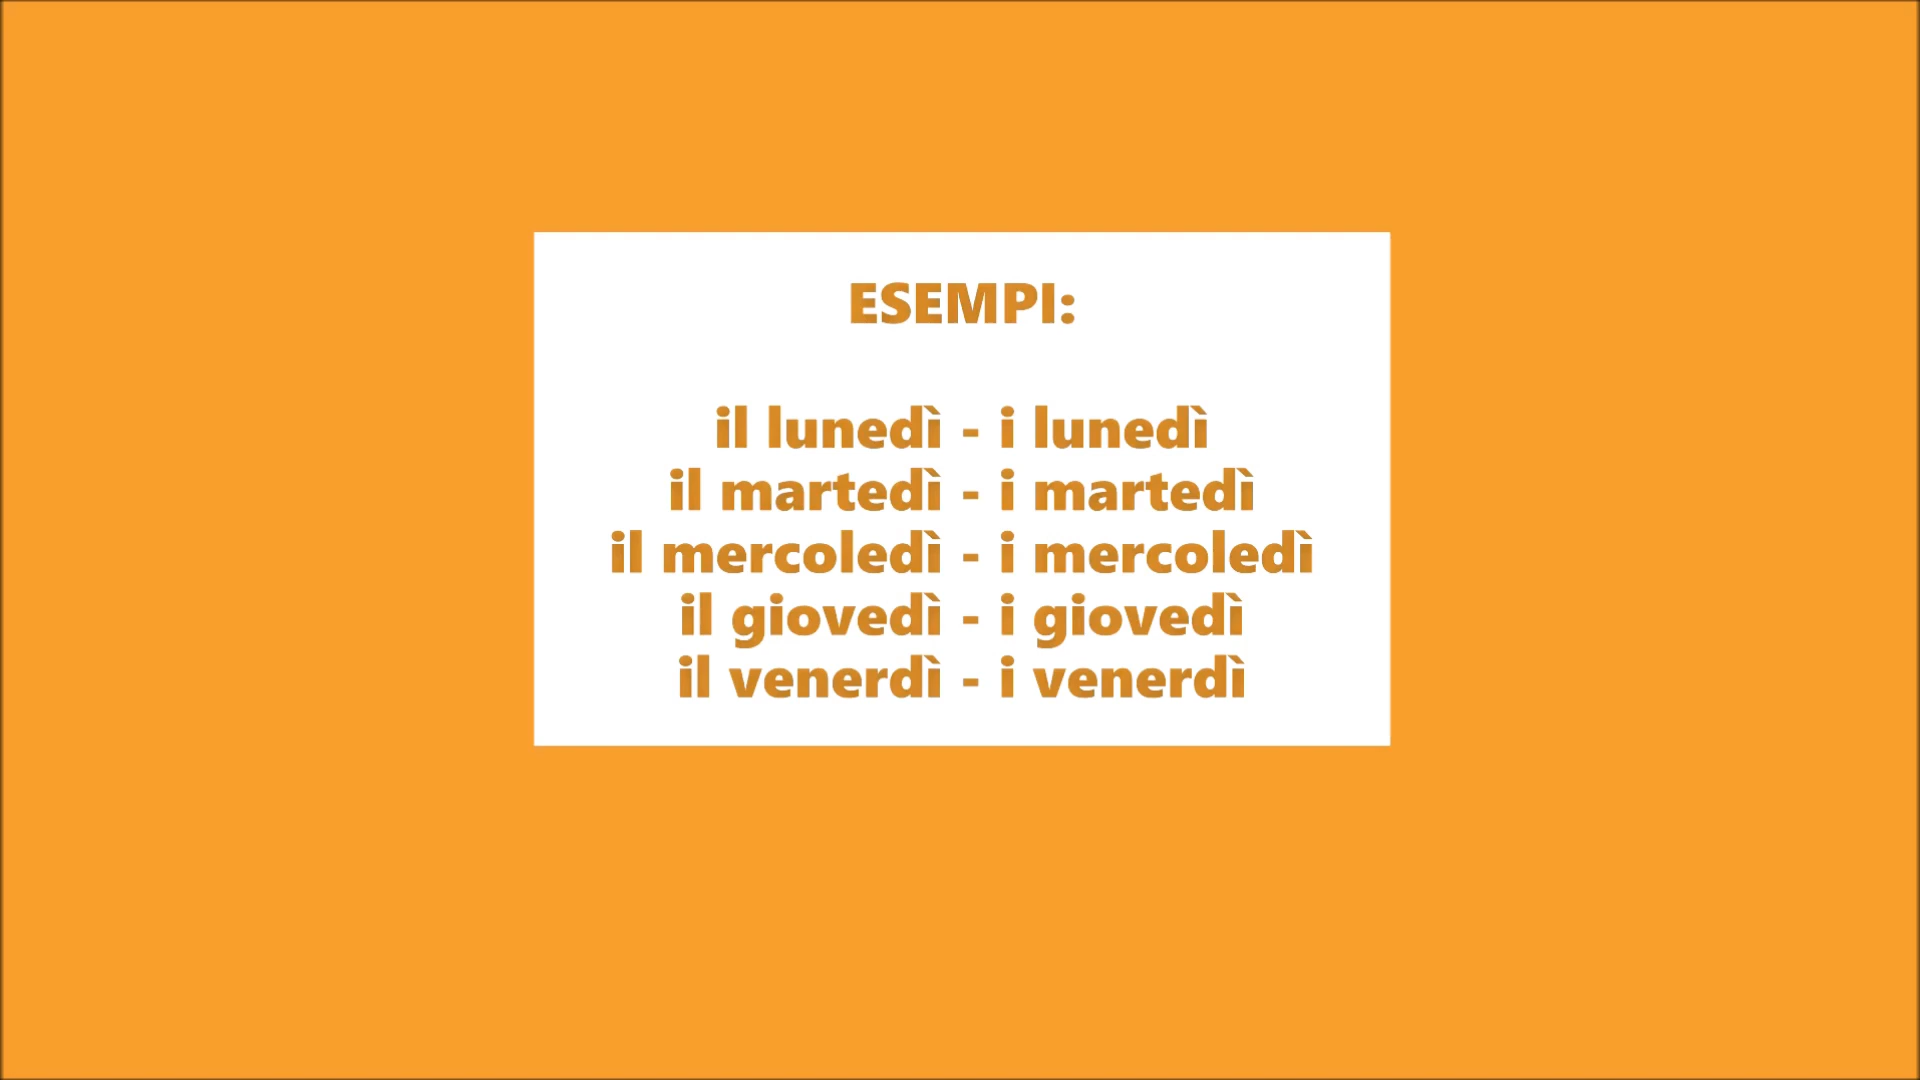 ESEMPI:
il lunedì - i lunedì
il martedì - i martedì
il mercoledì - i mercoledì
il giovedì - i giovedì
il venerdì - i venerdì